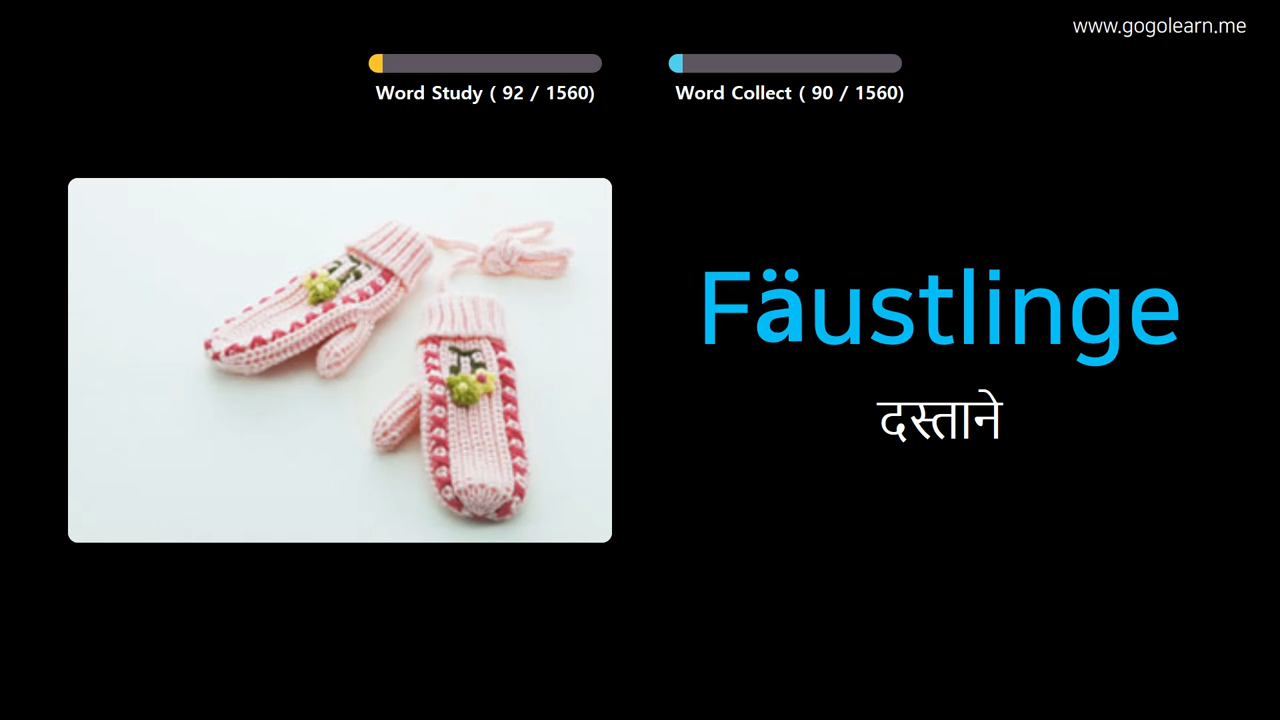 www.gogolearn.me
Word Study ( 92 / 1560)
Word Collect ( 90 / 1560)
Fäustlinge
दस्ताने